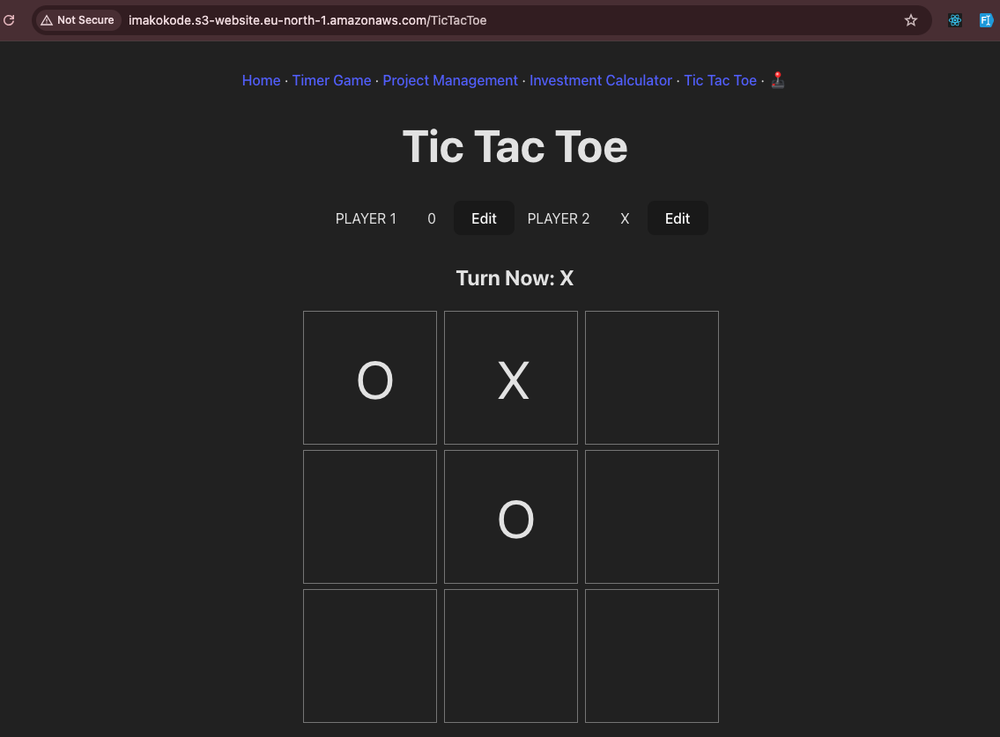 Not Secure imakokode.s3-website.eu-north-1.amazonaws.com/TicTacToe
Home · Timer Game · Project Management · Investment Calculator · Tic Tac Toe ·
Tic Tac Toe
PLAYER 1 0 Edit PLAYER 2 X Edit
Turn Now: X
O X
O